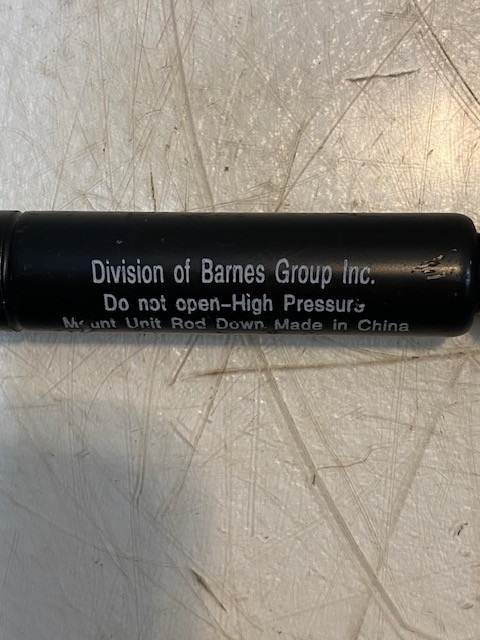 Division of Barnes Group Inc.
Do not open-High Pressure
Mount Unit Rod Down Made in China